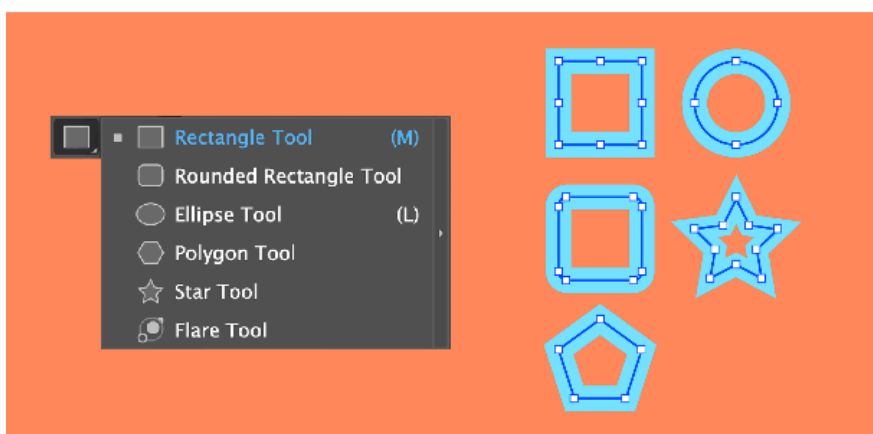 Rectangle Tool (M)
Rounded Rectangle Tool
Ellipse Tool (L)
Polygon Tool
Star Tool
Flare Tool